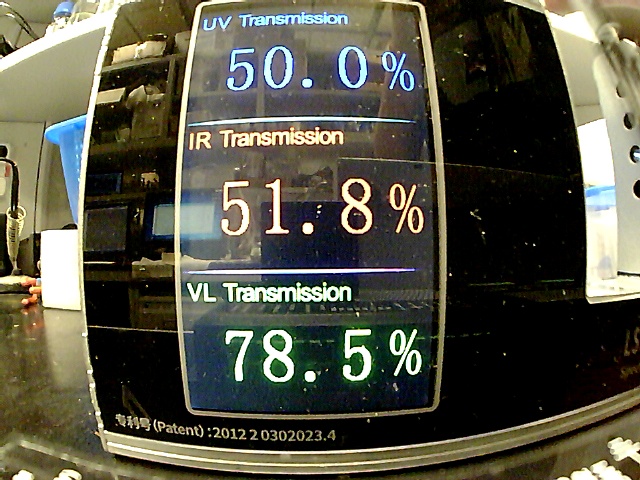 UV Transmission
50.0%
IR Transmission
51.8%
VL Transmission
78.5%
LS
专利号(Patent):2012 2 0302023.4